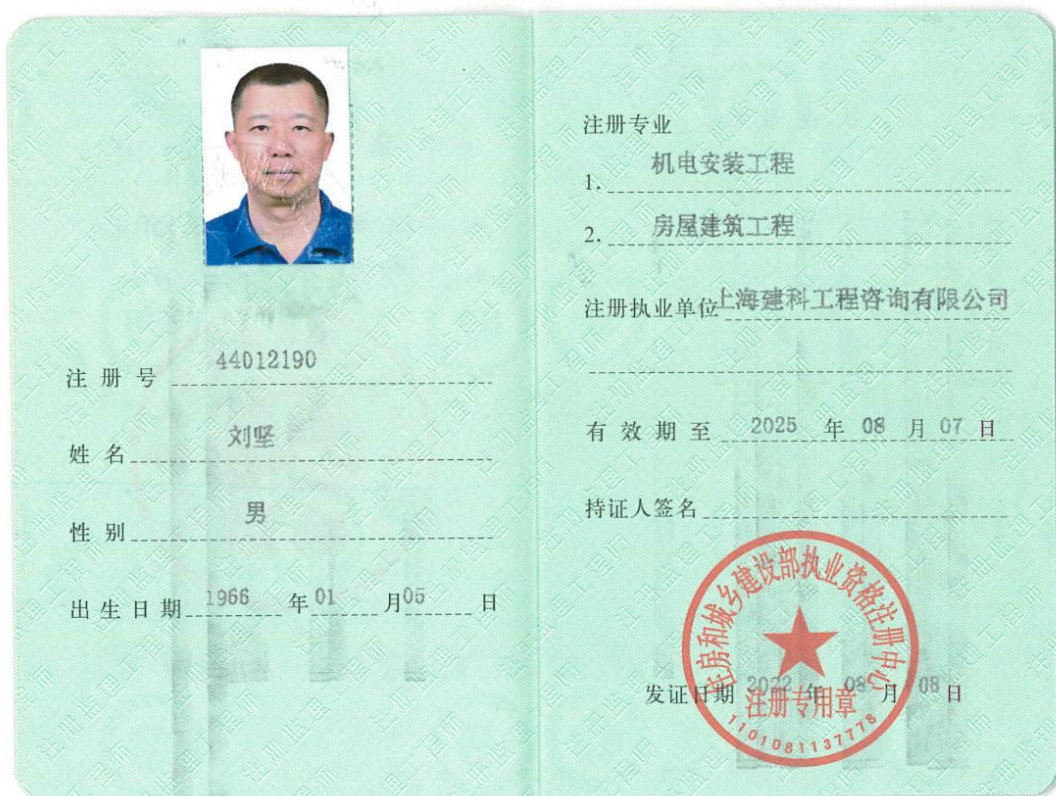 注册号 44012190
姓名 刘坚
性别 男
出生日期 1966 年 01 月 05 日
注册专业
1. 机电安装工程
2. 房屋建筑工程
注册执业单位 上海建科工程咨询有限公司
有效期至 2025 年 08 月 07 日
持证人签名
住房和城乡建设部执业资格注册中心
发证日期 2022 年 08 月 08 日
注册专用章
1101081137778